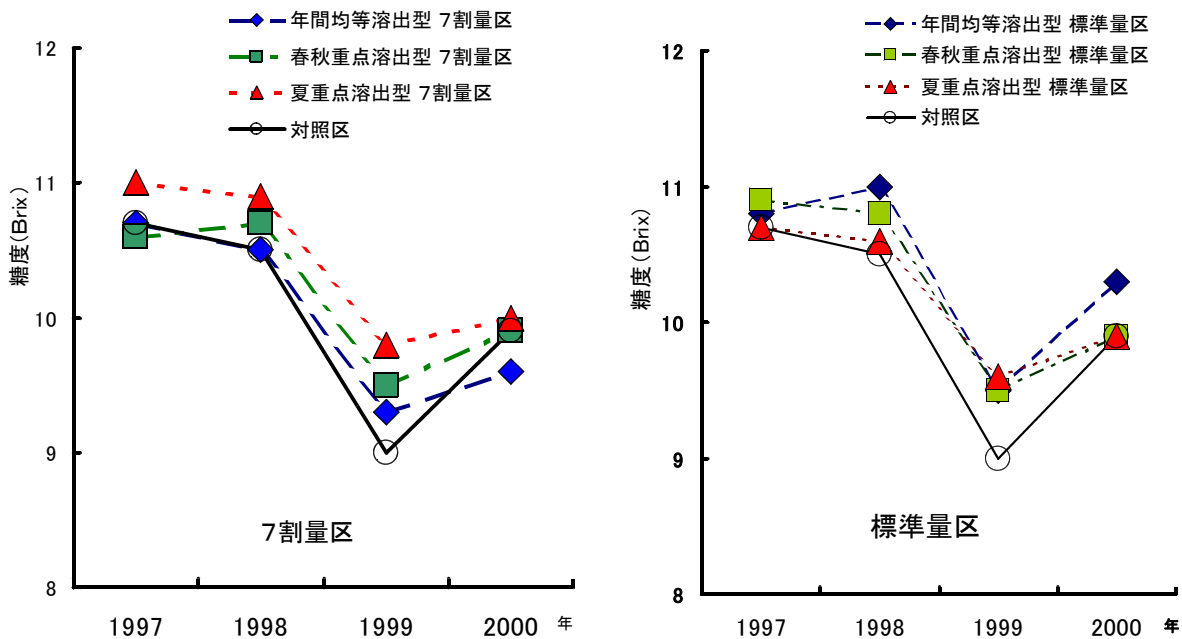 年間均等溶出型 7割量区
春秋重点溶出型 7割量区
夏重点溶出型 7割量区
対照区
12
11
10
9
8
糖度(Brix)
7割量区
1997 1998 1999 2000 年
年間均等溶出型 標準量区
春秋重点溶出型 標準量区
夏重点溶出型 標準量区
対照区
12
11
10
9
8
糖度(Brix)
標準量区
1997 1998 1999 2000 年